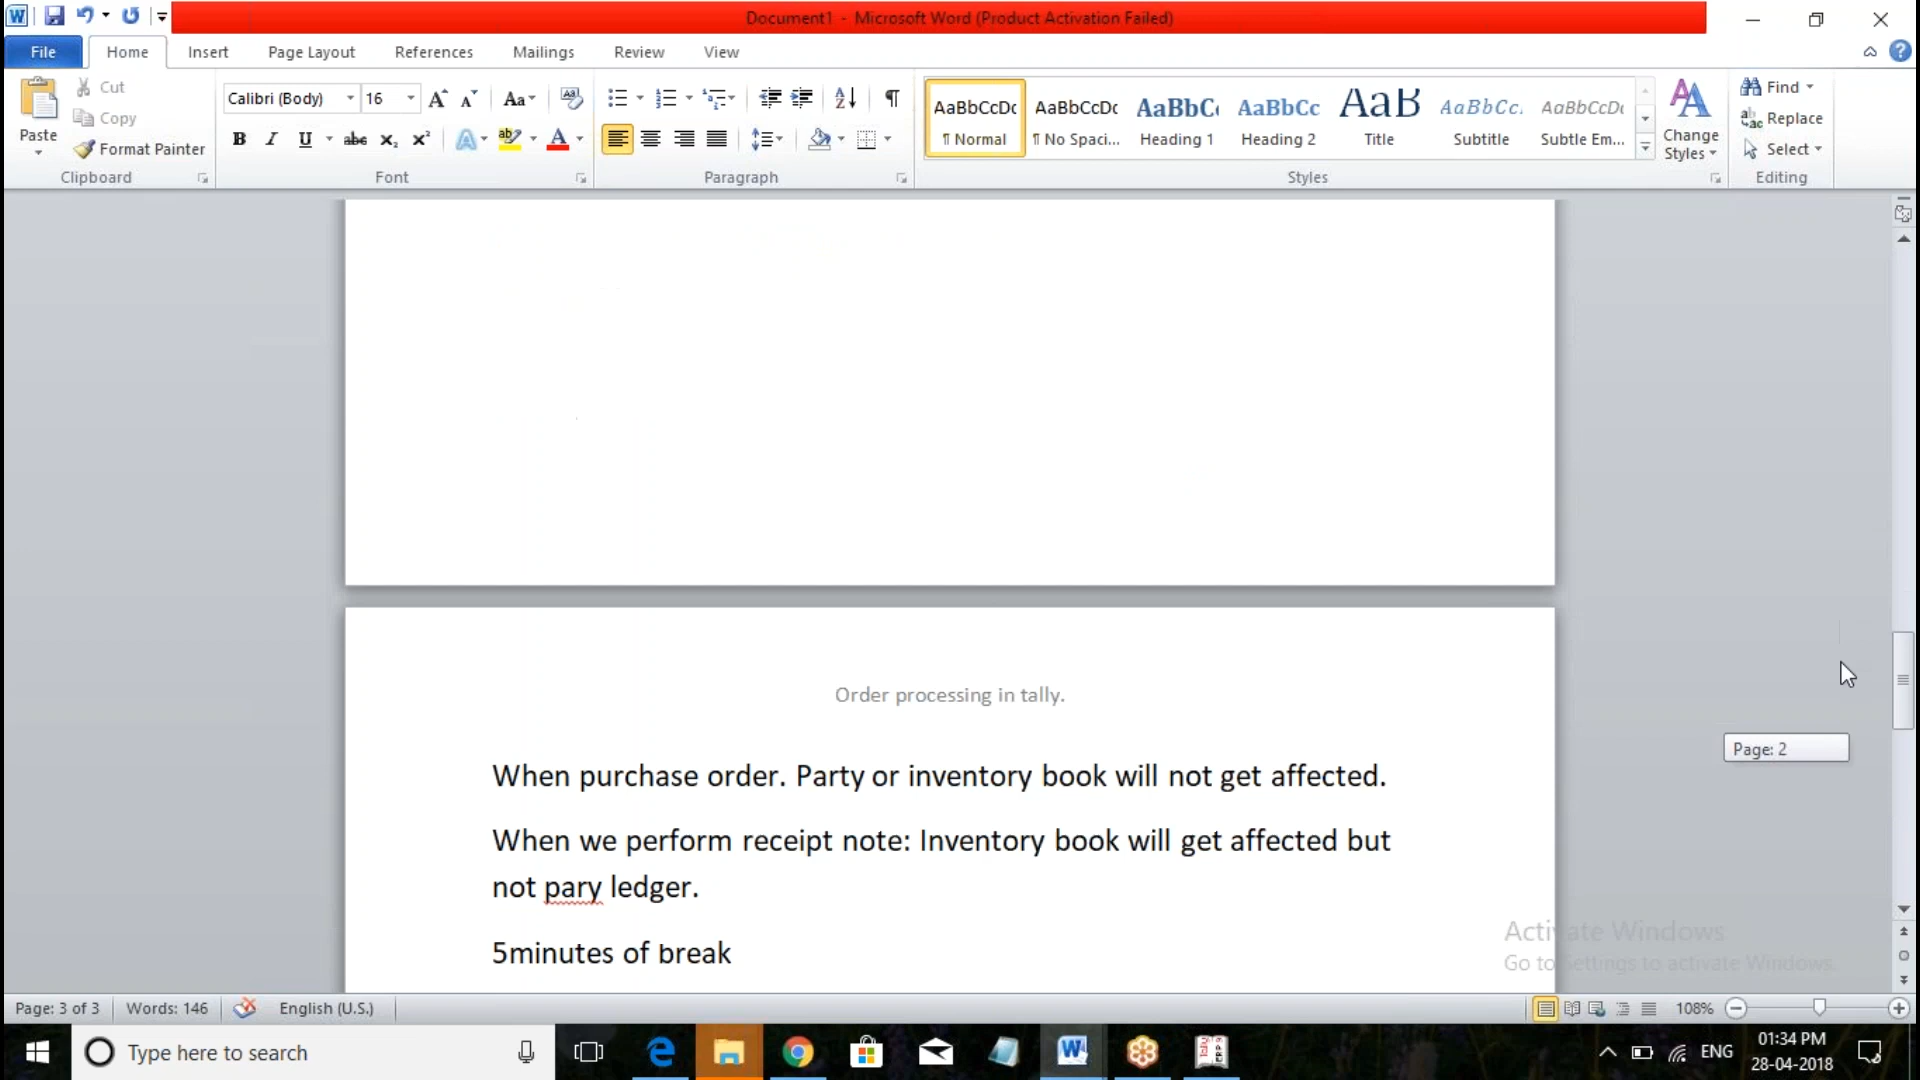 Document1 - Microsoft Word (Product Activation Failed)
File Home Insert Page Layout References Mailings Review View
Paste
Cut
Copy
Format Painter
Clipboard
Calibri (Body) 16
Font
Paragraph
AaBbCcDc AaBbCcDc AaBbC AaBbCc AaB AaBbCc. AaBbCcDc
¶ Normal ¶ No Spaci... Heading 1 Heading 2 Title Subtitle Subtle Em...
Styles
Change
Styles
Find
Replace
Select
Editing
Order processing in tally.
When purchase order. Party or inventory book will not get affected.
When we perform receipt note: Inventory book will get affected but
not pary ledger.
5minutes of break
Page: 2
Activate Windows
Go to Settings to activate Windows.
Page: 3 of 3 Words: 146 English (U.S.) 108%
Type here to search
ENG
01:34 PM
28-04-2018